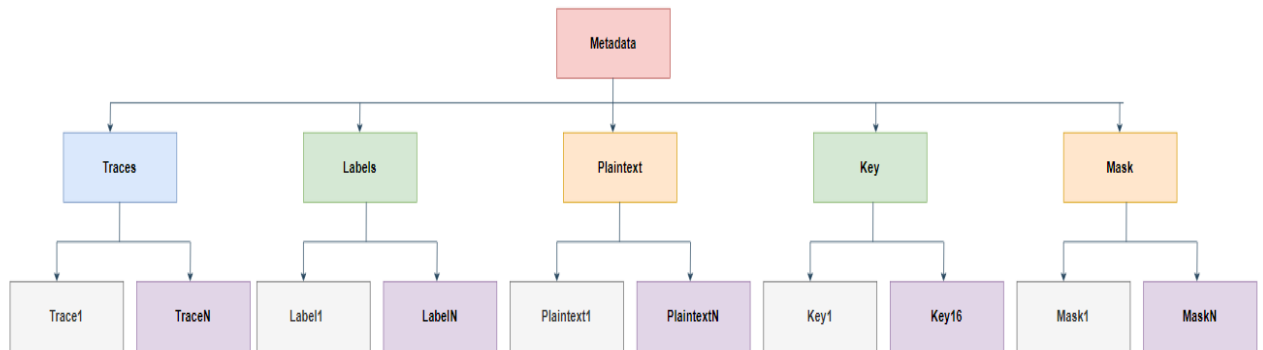 Metadata
Traces
Labels
Plaintext
Key
Mask
Trace1
TraceN
Label1
LabelN
Plaintext1
PlaintextN
Key1
Key16
Mask1
MaskN